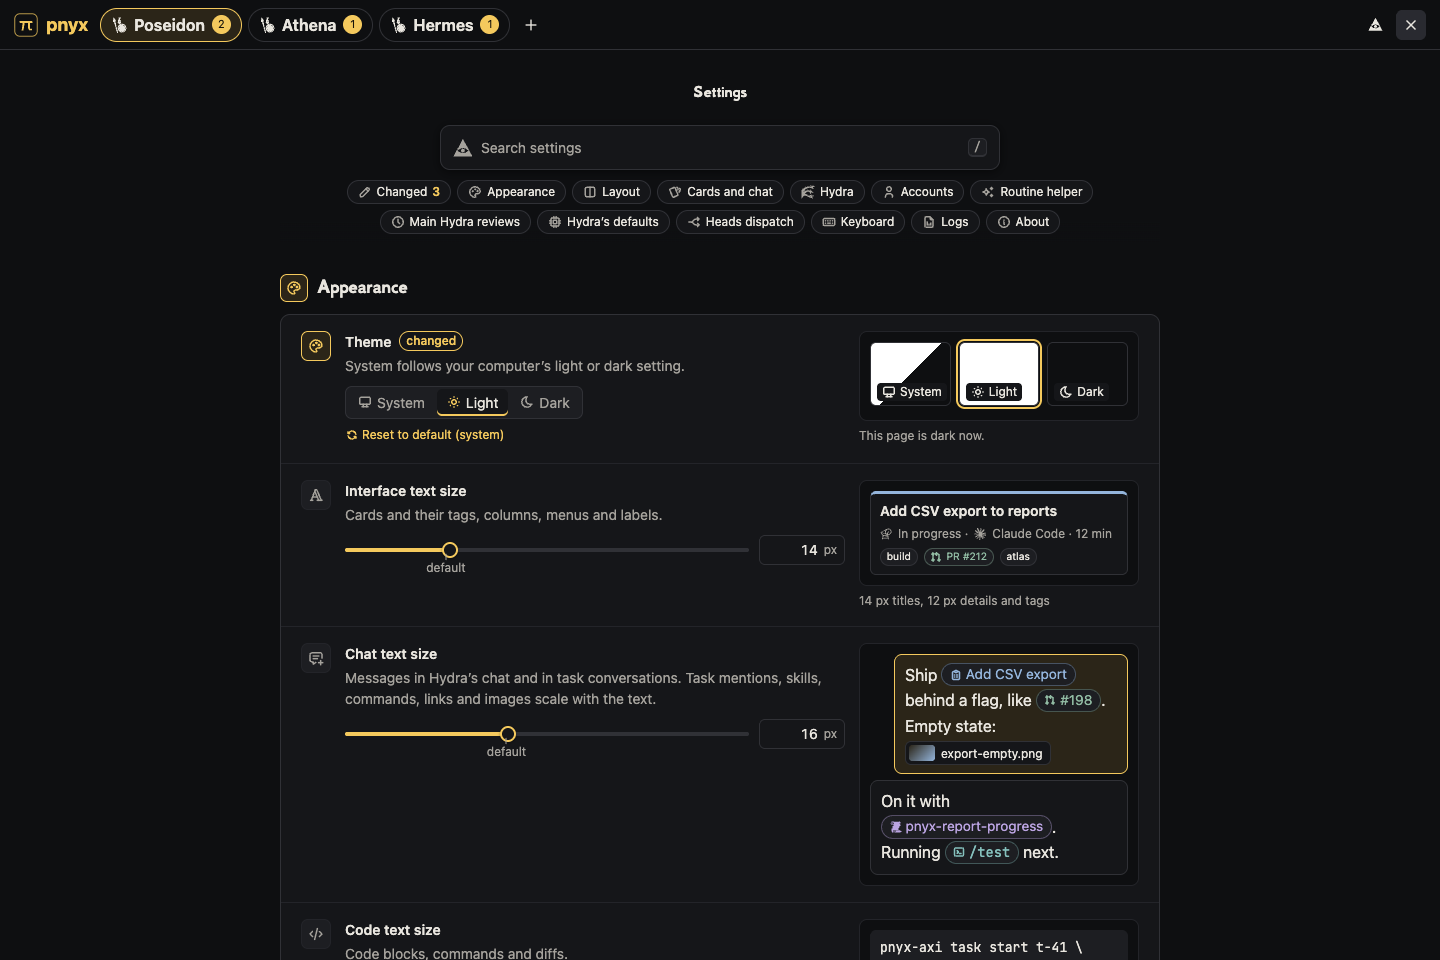 π pnyx Poseidon 2 Athena 1 Hermes 1 +
Settings
Search settings /
Changed 3 Appearance Layout Cards and chat Hydra Accounts Routine helper
Main Hydra reviews Hydra’s defaults Heads dispatch Keyboard Logs About
Appearance
Theme changed
System follows your computer’s light or dark setting.
System Light Dark
Reset to default (system)
System Light Dark
This page is dark now.
Interface text size
Cards and their tags, columns, menus and labels.
14 px
default
Add CSV export to reports
In progress · Claude Code · 12 min
build PR #212 atlas
14 px titles, 12 px details and tags
Chat text size
Messages in Hydra’s chat and in task conversations. Task mentions, skills,
commands, links and images scale with the text.
16 px
default
Ship Add CSV export
behind a flag, like #198.
Empty state:
export-empty.png
On it with
pnyx-report-progress.
Running /test next.
Code text size
Code blocks, commands and diffs.
pnyx-axi task start t-41 \